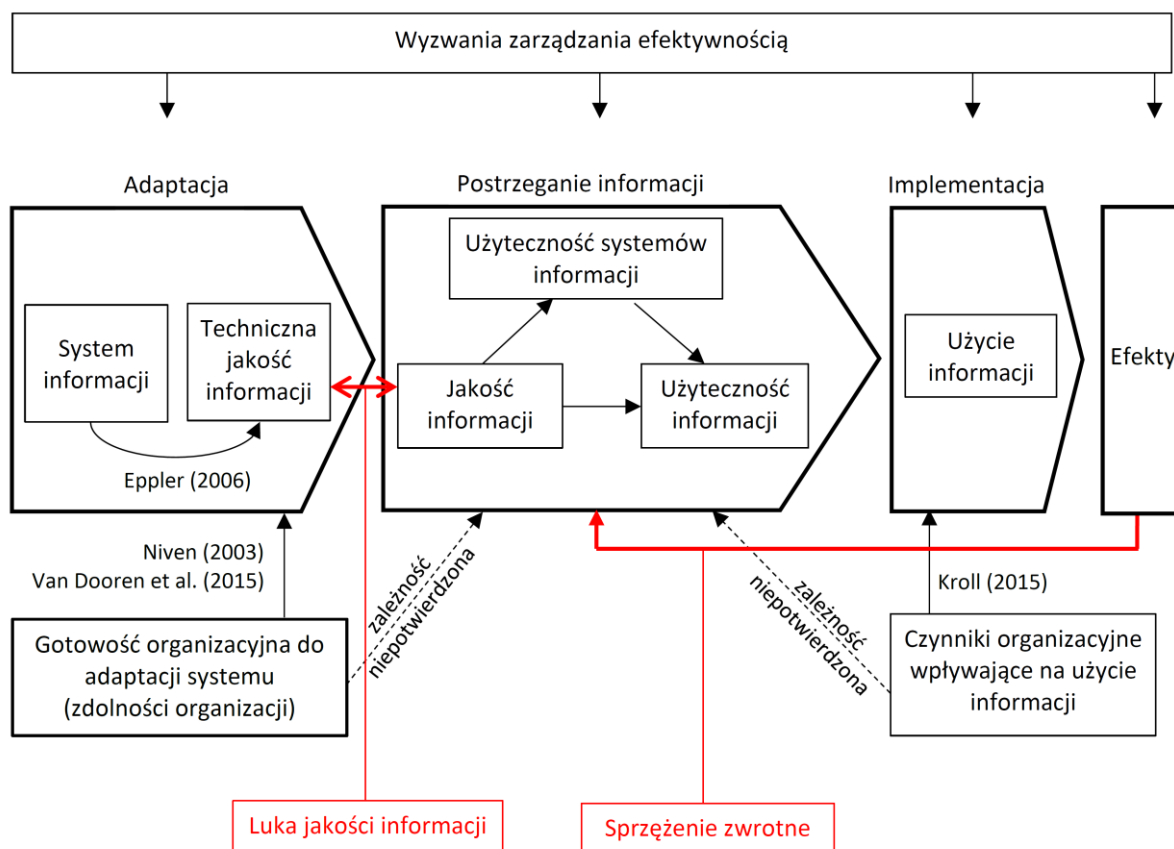 Wyzwania zarządzania efektywnością
Adaptacja
Postrzeganie informacji
Implementacja
Użyteczność systemów
informacji
System
informacji
Techniczna
jakość
informacji
Jakość
informacji
Użyteczność
informacji
Użycie
informacji
Efekty
Eppler (2006)
Niven (2003)
Van Dooren et al. (2015)
zależność
niepotwierdzona
zależność
niepotwierdzona
Kroll (2015)
Gotowość organizacyjna do
adaptacji systemu
(zdolności organizacji)
Czynniki organizacyjne
wpływające na użycie
informacji
Luka jakości informacji
Sprzężenie zwrotne